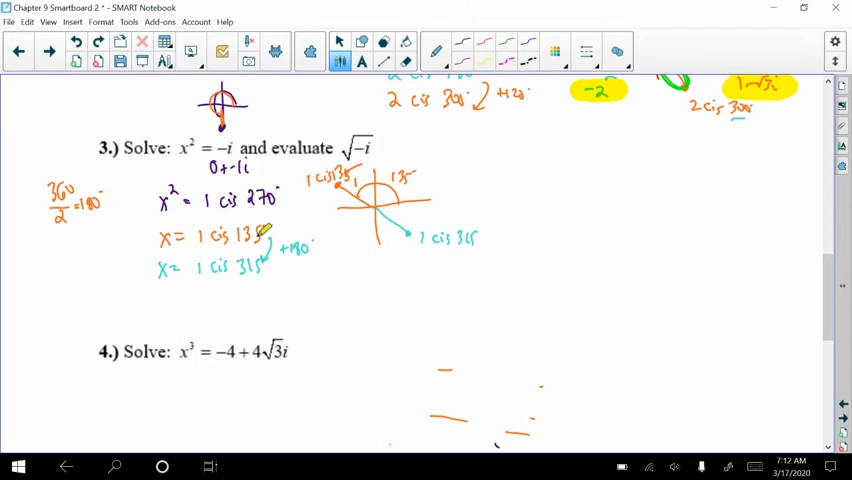 Chapter 9 Smartboard 2 * - SMART Notebook
File Edit View Insert Format Tools Add-ons Account Help
2 cis 300° +120°
-2
1-√3i
2 cis 300°
3.) Solve: x² = -i and evaluate √-i
0+-1i
360/2 = 180°
x² = 1 cis 270°
x = 1 cis 135
x = 1 cis 315
+180°
1 cis 135
1
135
1 cis 315
4.) Solve: x³ = -4 + 4√3i
7:12 AM
3/17/2020